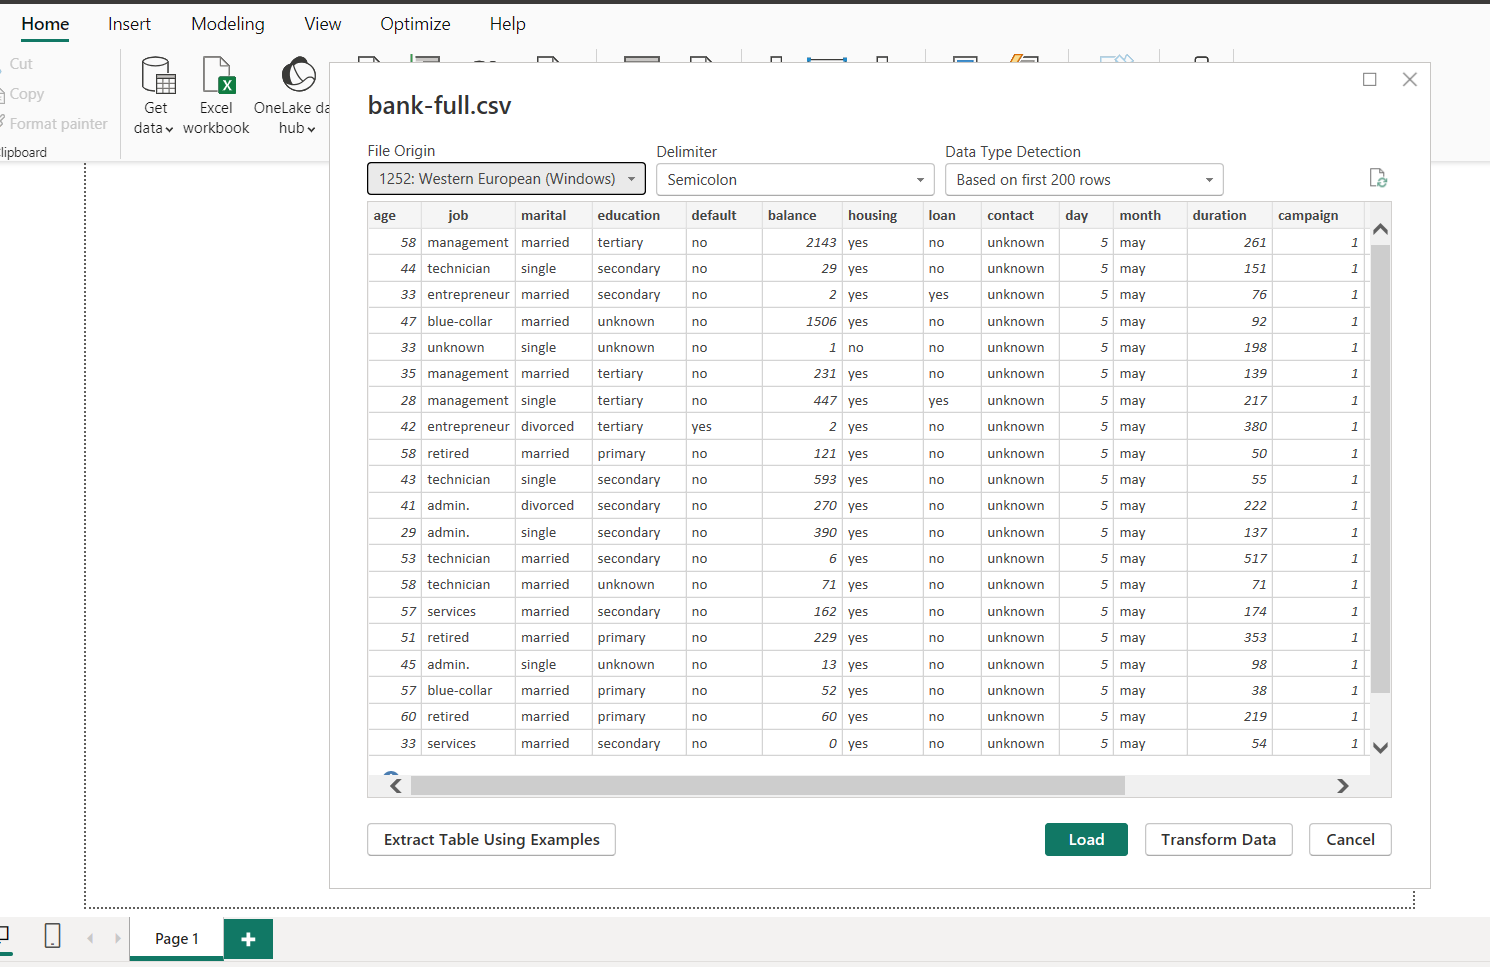 Home Insert Modeling View Optimize Help
Cut
Copy
Format painter
lipboard
Get data
Excel workbook
OneLake da
hub
bank-full.csv
File Origin Delimiter Data Type Detection
1252: Western European (Windows) Semicolon Based on first 200 rows
age job marital education default balance housing loan contact day month duration campaign
58 management married tertiary no 2143 yes no unknown 5 may 261 1
44 technician single secondary no 29 yes no unknown 5 may 151 1
33 entrepreneur married secondary no 2 yes yes unknown 5 may 76 1
47 blue-collar married unknown no 1506 yes no unknown 5 may 92 1
33 unknown single unknown no 1 no no unknown 5 may 198 1
35 management married tertiary no 231 yes no unknown 5 may 139 1
28 management single tertiary no 447 yes yes unknown 5 may 217 1
42 entrepreneur divorced tertiary yes 2 yes no unknown 5 may 380 1
58 retired married primary no 121 yes no unknown 5 may 50 1
43 technician single secondary no 593 yes no unknown 5 may 55 1
41 admin. divorced secondary no 270 yes no unknown 5 may 222 1
29 admin. single secondary no 390 yes no unknown 5 may 137 1
53 technician married secondary no 6 yes no unknown 5 may 517 1
58 technician married unknown no 71 yes no unknown 5 may 71 1
57 services married secondary no 162 yes no unknown 5 may 174 1
51 retired married primary no 229 yes no unknown 5 may 353 1
45 admin. single unknown no 13 yes no unknown 5 may 98 1
57 blue-collar married primary no 52 yes no unknown 5 may 38 1
60 retired married primary no 60 yes no unknown 5 may 219 1
33 services married secondary no 0 yes no unknown 5 may 54 1
Extract Table Using Examples Load Transform Data Cancel
Page 1